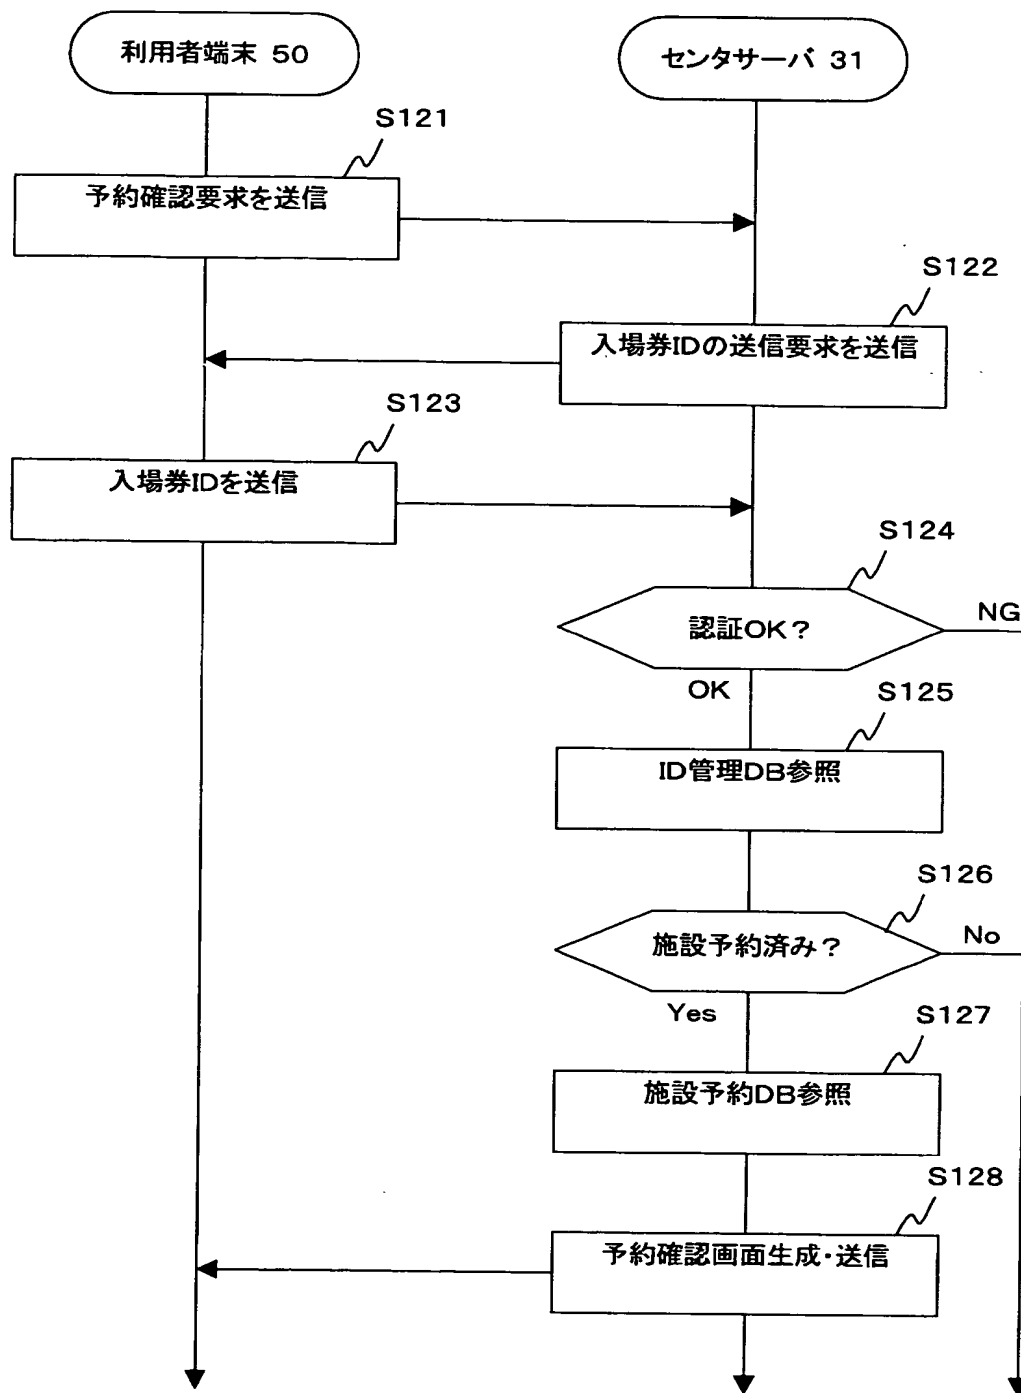 利用者端末 50
センタサーバ 31
S121
予約確認要求を送信
S122
入場券IDの送信要求を送信
S123
入場券IDを送信
S124
認証OK?
NG
OK
S125
ID管理DB参照
S126
施設予約済み?
No
Yes
S127
施設予約DB参照
S128
予約確認画面生成・送信